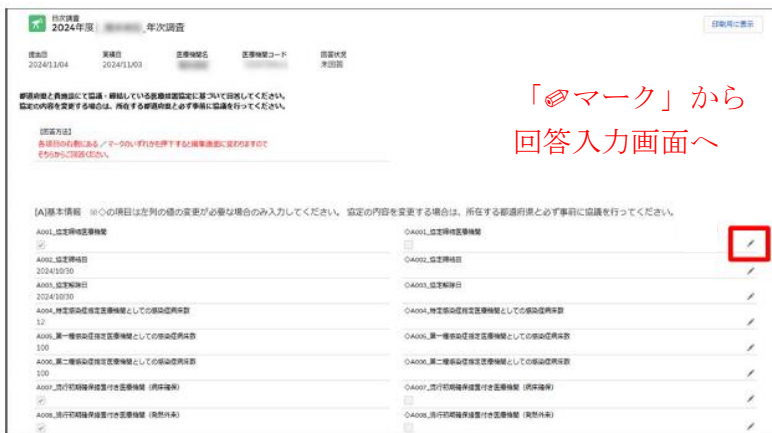 日次調査
2024年度 _年次調査
印刷用に表示
提出日 実績日 医療機関名 医療機関コード 回答状況
2024/11/04 2024/11/03 未回答
都道府県と貴施設にて協議・締結している医療措置協定に基づいて回答してください。
協定の内容を変更する場合は、所在する都道府県と必ず事前に協議を行ってください。
「✐マーク」から
回答入力画面へ
[回答方法]
各項目の右側にある／マークのいずれかを押下すると編集画面に変わりますので
そちらからご回答ください。
[A]基本情報 ※◇の項目は左列の値の変更が必要な場合のみ入力してください。 協定の内容を変更する場合は、所在する都道府県と必ず事前に協議を行ってください。
A001_協定締結医療機関 ◇A001_協定締結医療機関
A002_協定締結日 ◇A002_協定締結日
2024/10/30
A003_協定解除日 ◇A003_協定解除日
2024/10/30
A004_特定感染症指定医療機関としての感染症病床数 ◇A004_特定感染症指定医療機関としての感染症病床数
12
A005_第一種感染症指定医療機関としての感染症病床数 ◇A005_第一種感染症指定医療機関としての感染症病床数
100
A006_第二種感染症指定医療機関としての感染症病床数 ◇A006_第二種感染症指定医療機関としての感染症病床数
100
A007_流行初期確保措置付き医療機関（病床確保） ◇A007_流行初期確保措置付き医療機関（病床確保）
A008_流行初期確保措置付き医療機関（発熱外来） ◇A008_流行初期確保措置付き医療機関（発熱外来）